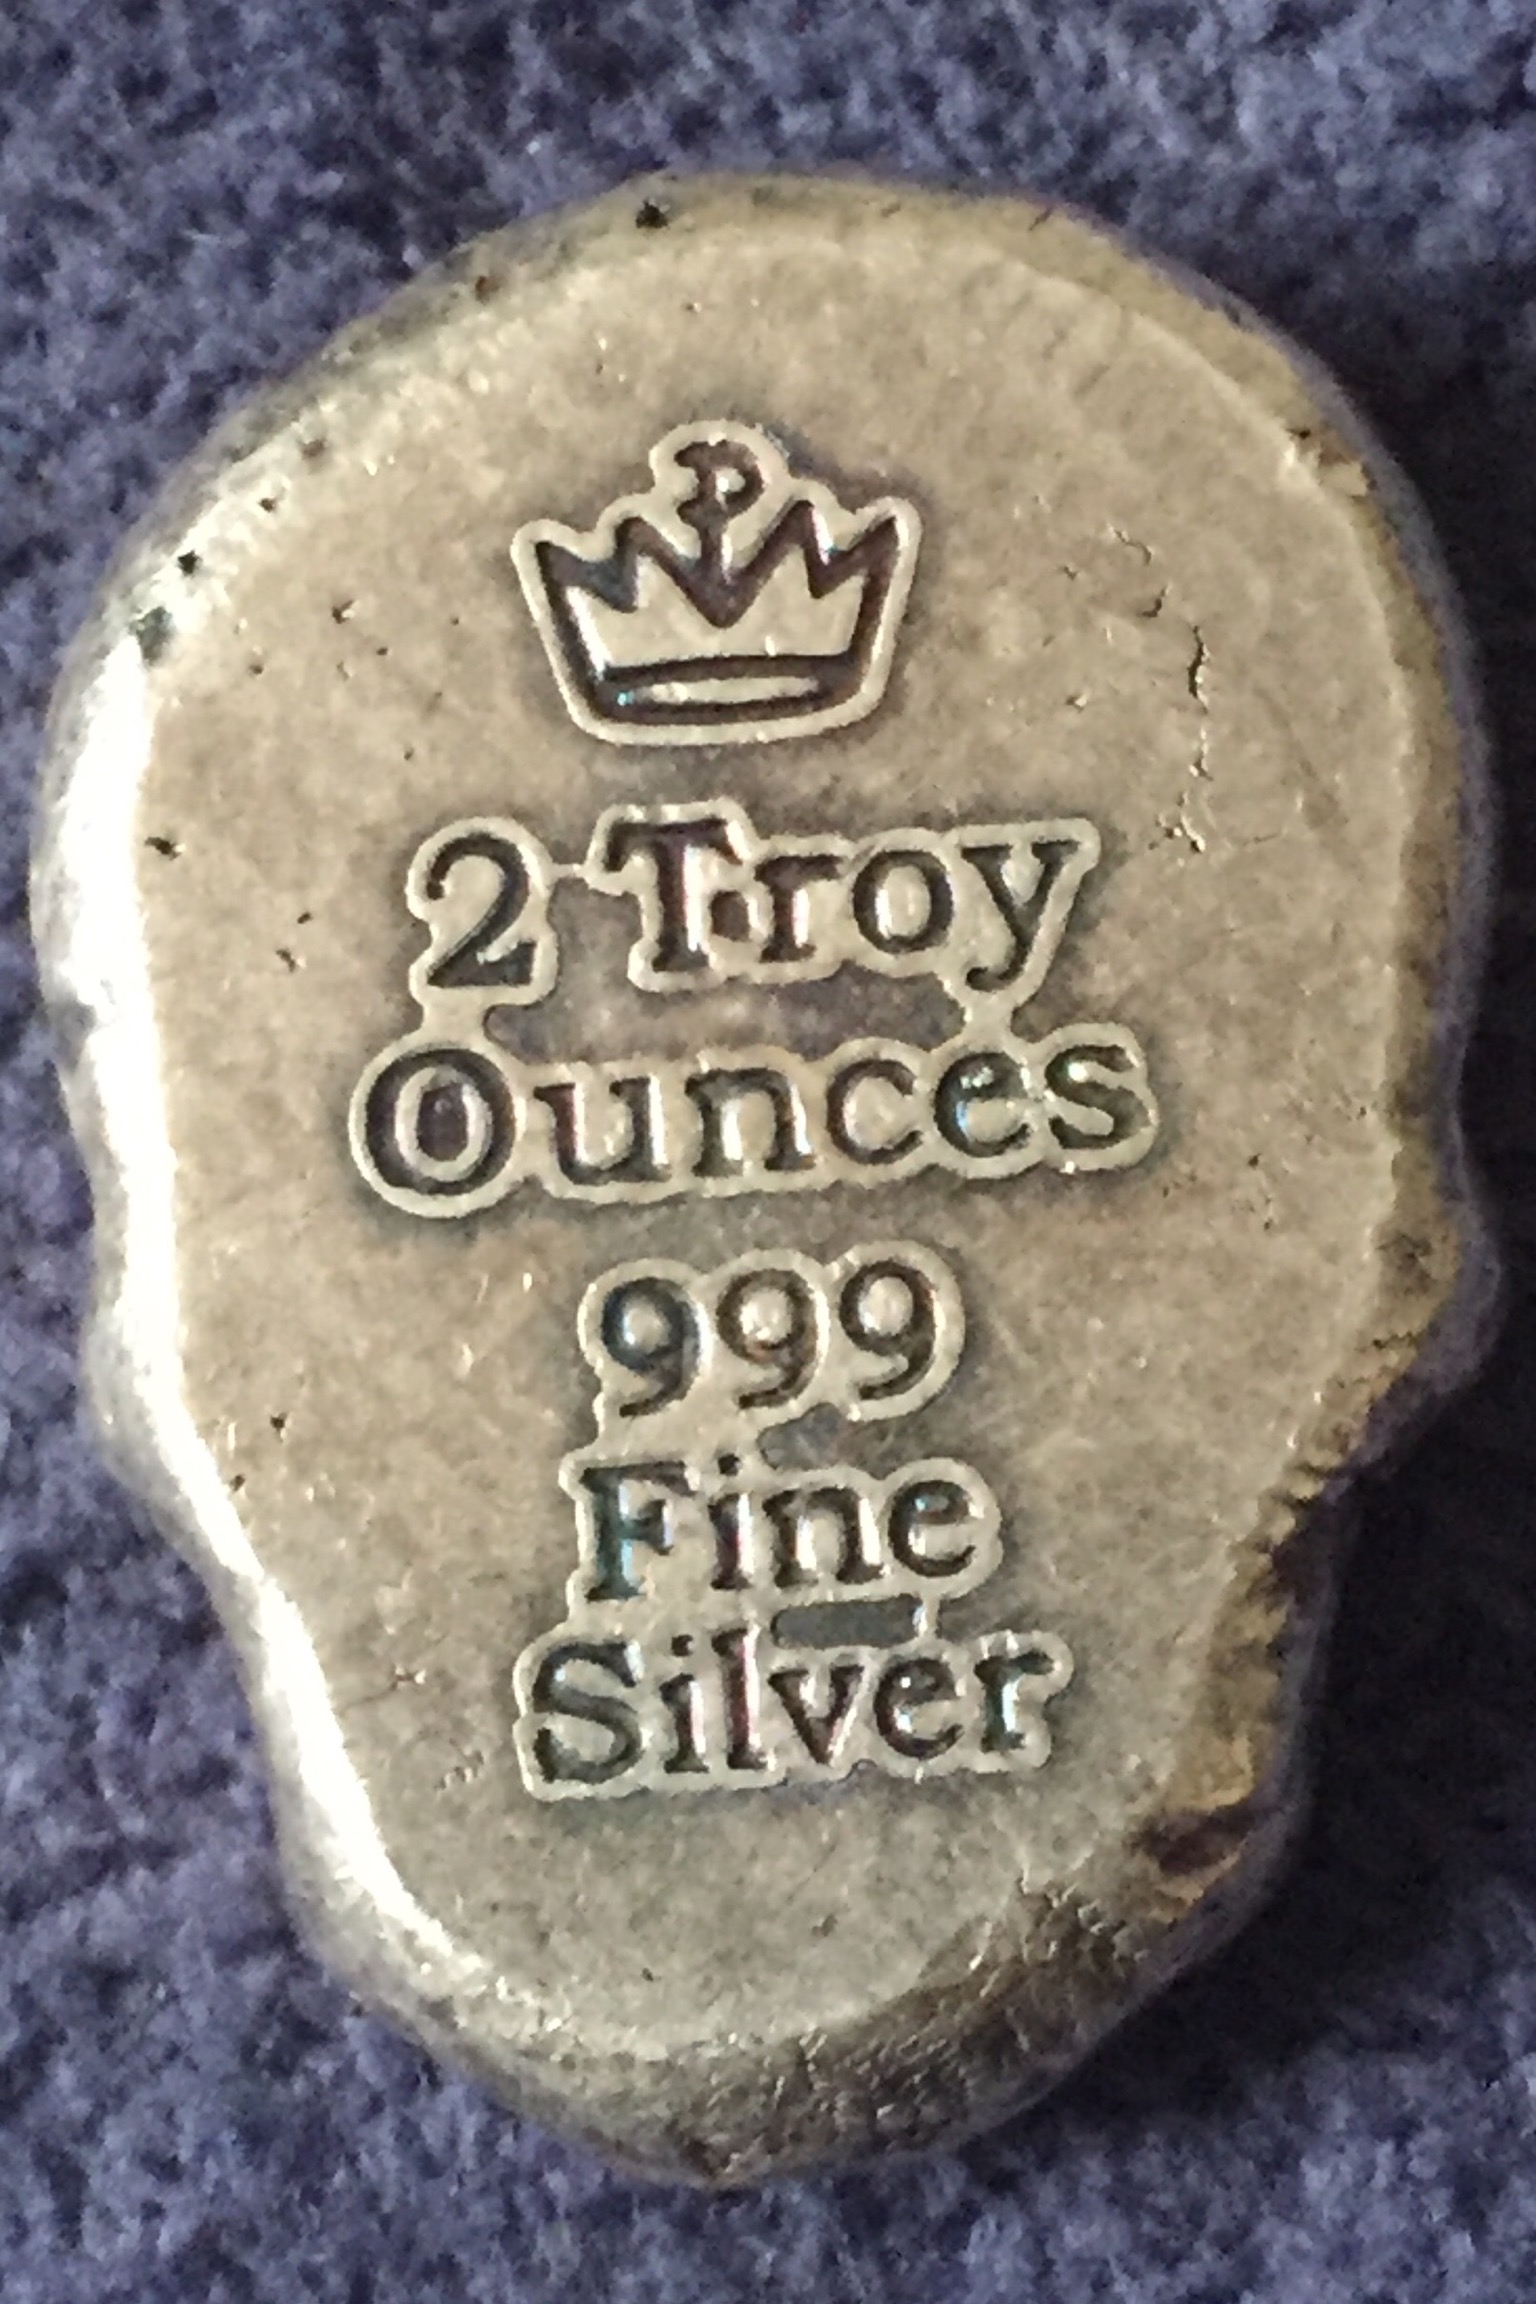 P
2 Troy
Ounces
999
Fine
Silver